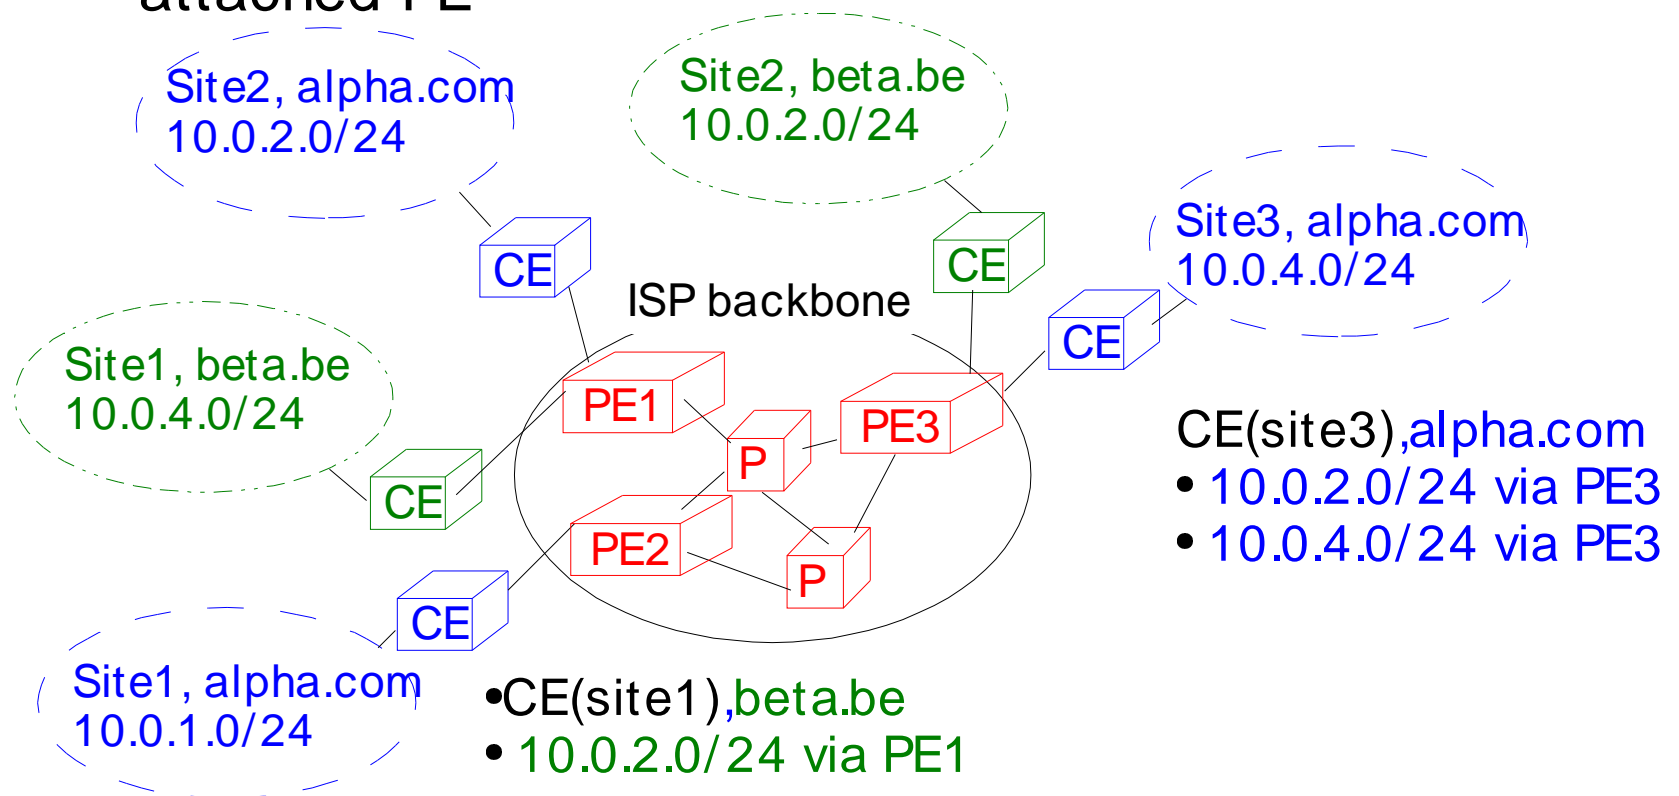 attached PE
Site2, alpha.com
10.0.2.0/24
Site2, beta.be
10.0.2.0/24
Site3, alpha.com
10.0.4.0/24
CE
CE
ISP backbone
CE
Site1, beta.be
10.0.4.0/24
PE1
PE3
P
CE
PE2
P
CE
CE(site3),alpha.com
• 10.0.2.0/24 via PE3
• 10.0.4.0/24 via PE3
Site1, alpha.com
10.0.1.0/24
•CE(site1),beta.be
• 10.0.2.0/24 via PE1